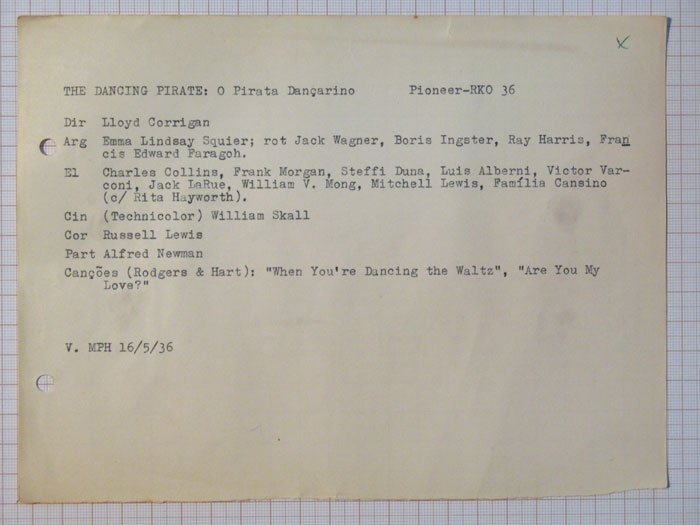 X
THE DANCING PIRATE: O Pirata Dançarino Pioneer-RKO 36
Dir Lloyd Corrigan
Arg Emma Lindsay Squier; rot Jack Wagner, Boris Ingster, Ray Harris, Fran
cis Edward Faragoh.
El Charles Collins, Frank Morgan, Steffi Duna, Luis Alberni, Victor Var-
coni, Jack LaRue, William V. Mong, Mitchell Lewis, Família Cansino
(c/ Rita Hayworth).
Cin (Technicolor) William Skall
Cor Russell Lewis
Part Alfred Newman
Canções (Rodgers & Hart): "When You're Dancing the Waltz", "Are You My
Love?"
V. MPH 16/5/36